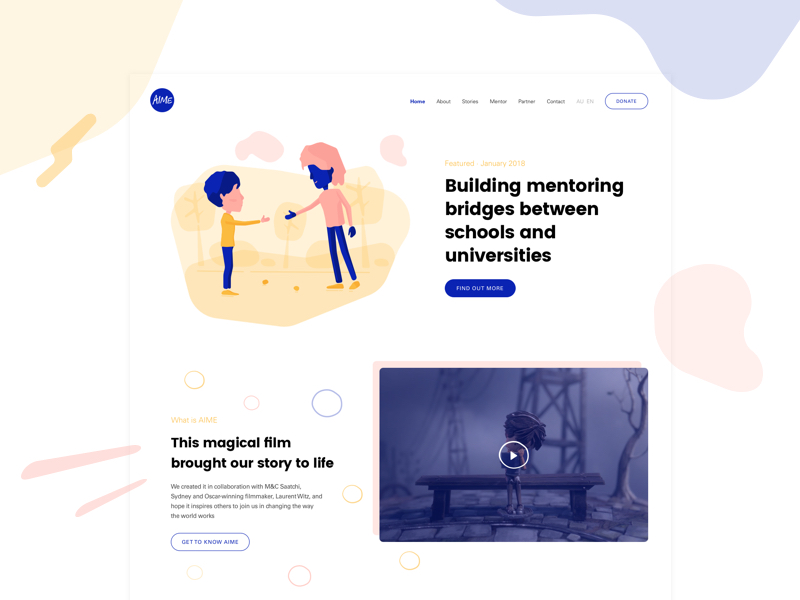 AIME
Home About Stories Mentor Partner Contact AU EN DONATE
Featured - January 2018
Building mentoring
bridges between
schools and
universities
FIND OUT MORE
What is AIME
This magical film
brought our story to life
We created it in collaboration with M&C Saatchi,
Sydney and Oscar-winning filmmaker, Laurent Witz, and
hope it inspires others to join us in changing the way
the world works
GET TO KNOW AIME